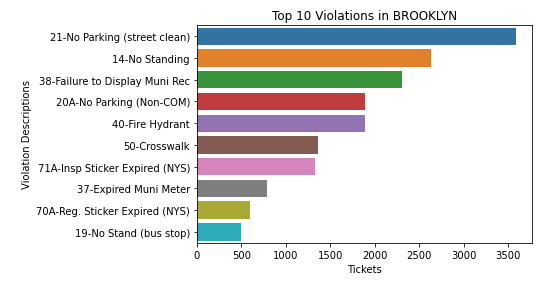 Top 10 Violations in BROOKLYN
Violation Descriptions
21-No Parking (street clean)
14-No Standing
38-Failure to Display Muni Rec
20A-No Parking (Non-COM)
40-Fire Hydrant
50-Crosswalk
71A-Insp Sticker Expired (NYS)
37-Expired Muni Meter
70A-Reg. Sticker Expired (NYS)
19-No Stand (bus stop)
0 500 1000 1500 2000 2500 3000 3500
Tickets